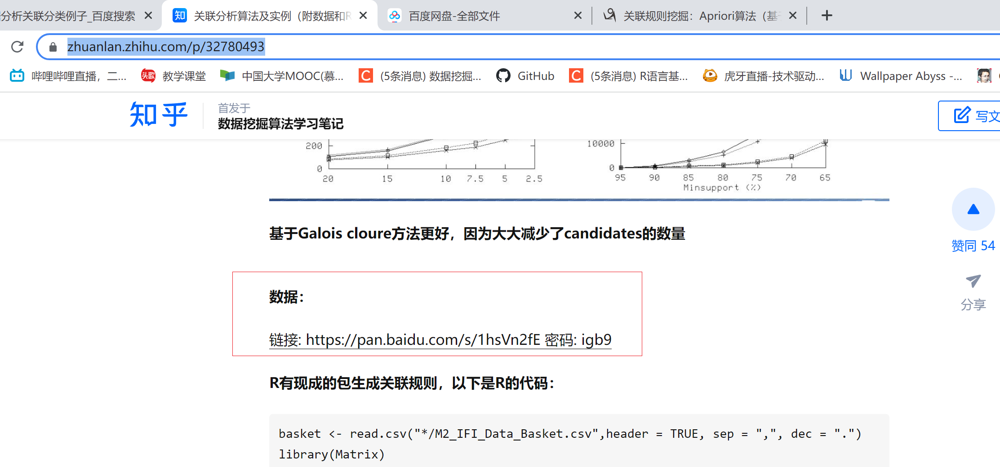 分析关联分类例子_百度搜索
知 关联分析算法及实例（附数据和R
百度网盘-全部文件
关联规则挖掘：Apriori算法（基于
zhuanlan.zhihu.com/p/32780493
哔哩哔哩直播，二...
头歌 教学课堂
中国大学MOOC(慕...
C (5条消息) 数据挖掘...
GitHub
C (5条消息) R语言基...
虎牙直播-技术驱动...
Wallpaper Abyss -...
知乎
首发于
数据挖掘算法学习笔记
写文
200
0
20 15 10 7.5 5 2.5
10000
0
95 90 85 80 75 70 65
Minsupport (%)
基于Galois cloure方法更好，因为大大减少了candidates的数量
赞同 54
分享
数据：
链接: https://pan.baidu.com/s/1hsVn2fE 密码: igb9
R有现成的包生成关联规则，以下是R的代码：
basket <- read.csv("*/M2_IFI_Data_Basket.csv",header = TRUE, sep = ",", dec = ".")
library(Matrix)